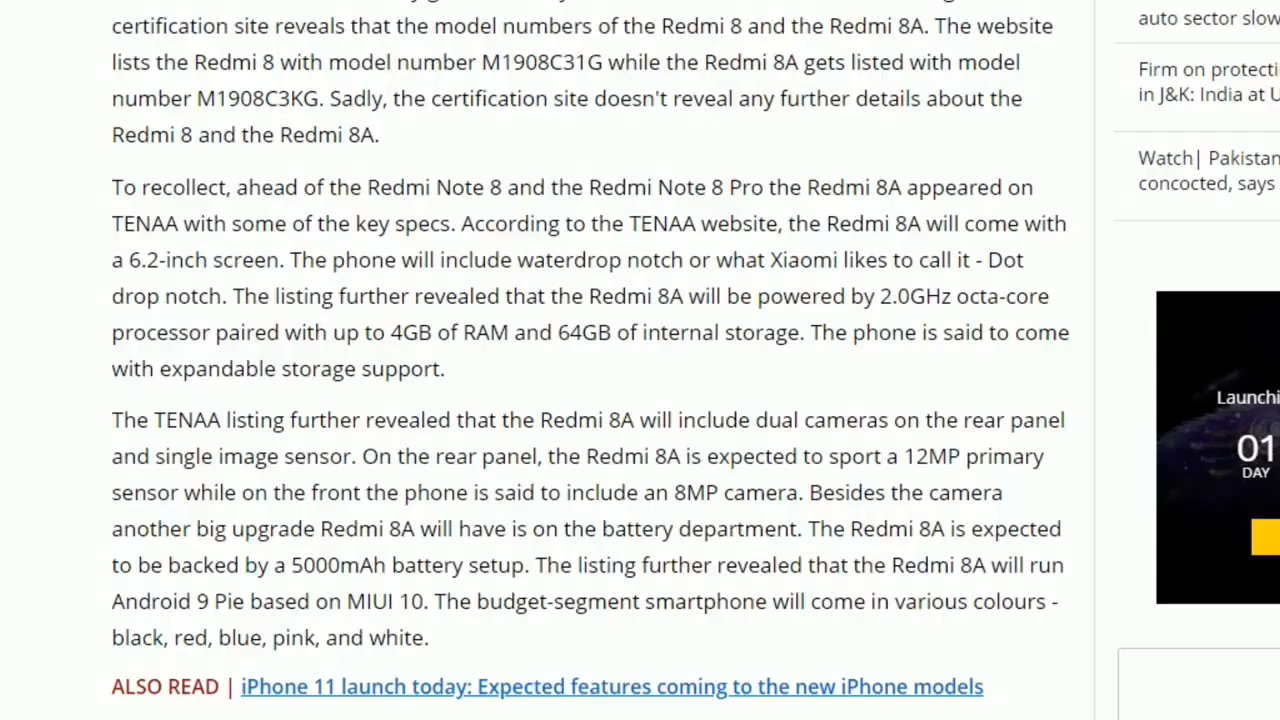 certification site reveals that the model numbers of the Redmi 8 and the Redmi 8A. The website
lists the Redmi 8 with model number M1908C31G while the Redmi 8A gets listed with model
number M1908C3KG. Sadly, the certification site doesn't reveal any further details about the
Redmi 8 and the Redmi 8A.
To recollect, ahead of the Redmi Note 8 and the Redmi Note 8 Pro the Redmi 8A appeared on
TENAA with some of the key specs. According to the TENAA website, the Redmi 8A will come with
a 6.2-inch screen. The phone will include waterdrop notch or what Xiaomi likes to call it - Dot
drop notch. The listing further revealed that the Redmi 8A will be powered by 2.0GHz octa-core
processor paired with up to 4GB of RAM and 64GB of internal storage. The phone is said to come
with expandable storage support.
The TENAA listing further revealed that the Redmi 8A will include dual cameras on the rear panel
and single image sensor. On the rear panel, the Redmi 8A is expected to sport a 12MP primary
sensor while on the front the phone is said to include an 8MP camera. Besides the camera
another big upgrade Redmi 8A will have is on the battery department. The Redmi 8A is expected
to be backed by a 5000mAh battery setup. The listing further revealed that the Redmi 8A will run
Android 9 Pie based on MIUI 10. The budget-segment smartphone will come in various colours -
black, red, blue, pink, and white.
ALSO READ | iPhone 11 launch today: Expected features coming to the new iPhone models
auto sector slow
Firm on protecti
in J&K: India at U
Watch| Pakistan
concocted, says
Launchi
01
DAY